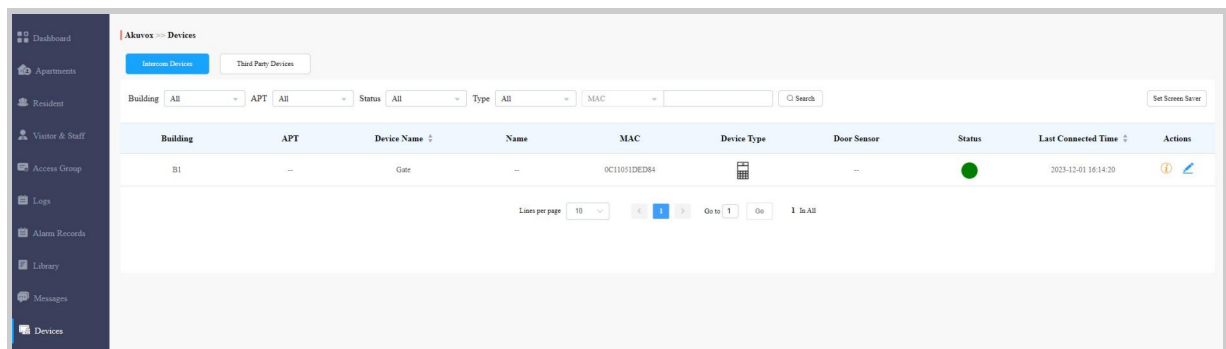 Akuvox >> Devices
Dashboard
Apartments
Resident
Visitor & Staff
Access Group
Logs
Alarm Records
Library
Messages
Devices
Intercom Devices Third Party Devices
Building All APT All Status All Type All MAC Search Set Screen Saver
Building APT Device Name Name MAC Device Type Door Sensor Status Last Connected Time Actions
B1 -- Gate -- 0C11051DED84 -- 2023-12-01 16:14:20
Lines per page 10 < 1 > Go to 1 Go 1 In All